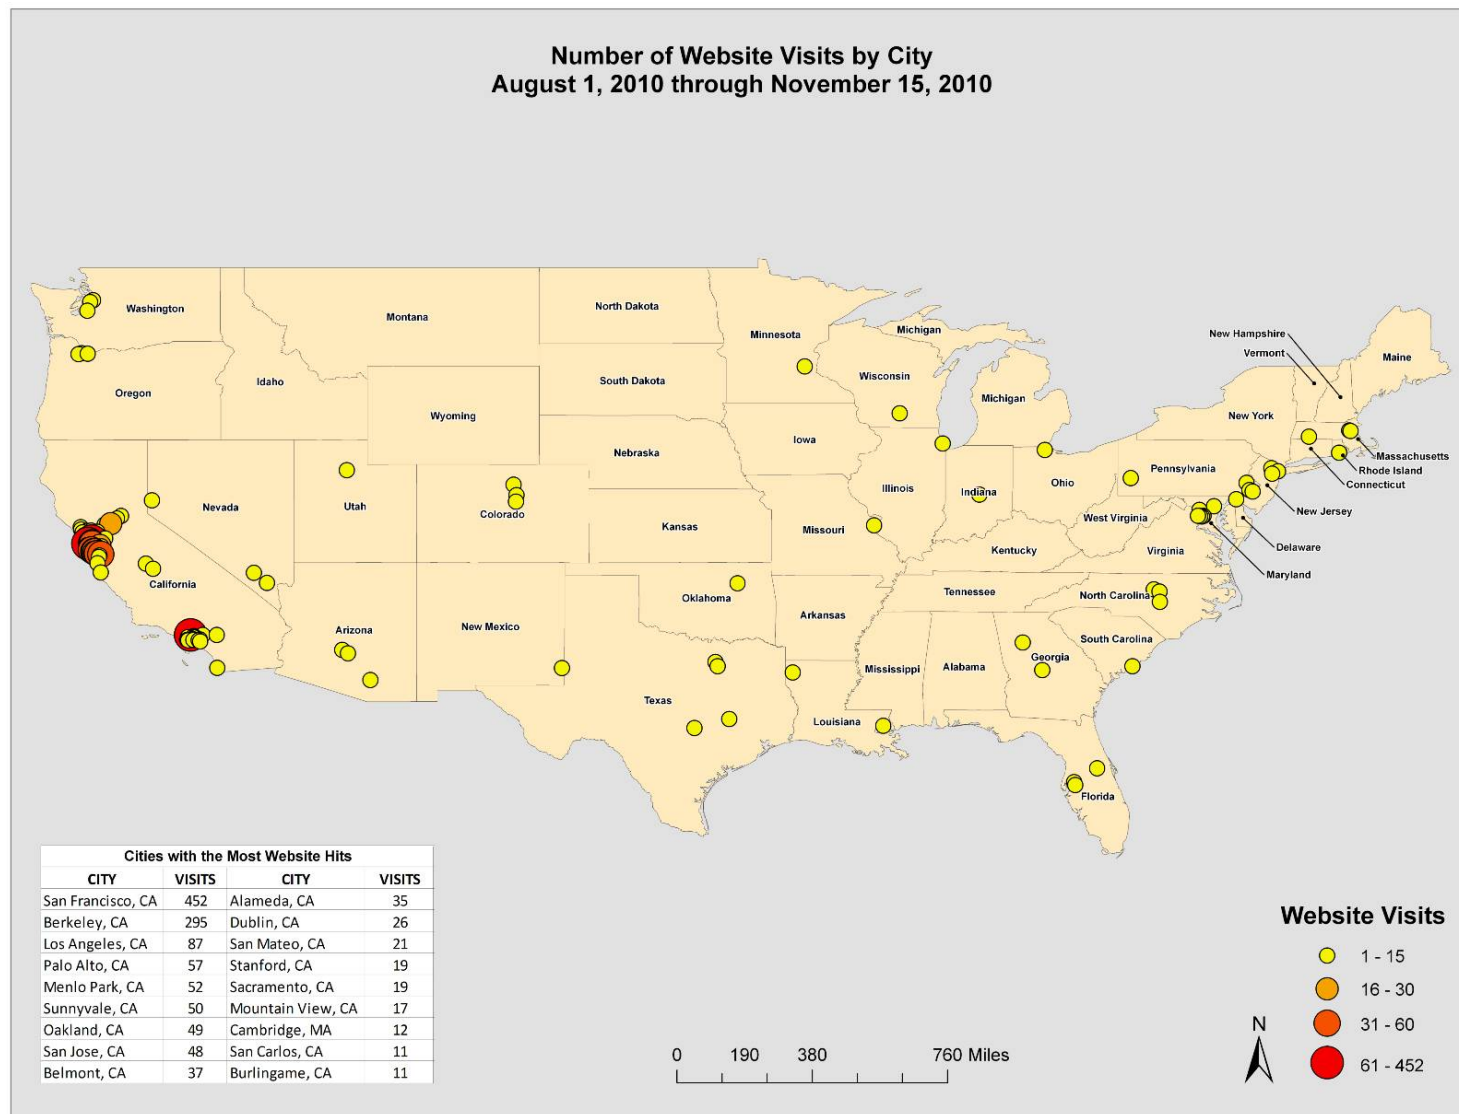 Number of Website Visits by City
August 1, 2010 through November 15, 2010
Washington
Montana
North Dakota
Minnesota
Michigan
New Hampshire
Vermont
Maine
Oregon
Idaho
South Dakota
Wisconsin
Michigan
New York
Wyoming
Iowa
Nebraska
Massachusetts
Rhode Island
Connecticut
Pennsylvania
Nevada
Utah
Colorado
Illinois
Indiana
Ohio
New Jersey
Kansas
Missouri
West Virginia
Delaware
Kentucky
Virginia
Maryland
California
Oklahoma
Arkansas
Tennessee
North Carolina
Arizona
New Mexico
South Carolina
Mississippi
Alabama
Georgia
Texas
Louisiana
Florida
Cities with the Most Website Hits
CITY VISITS CITY VISITS
San Francisco, CA 452 Alameda, CA 35
Berkeley, CA 295 Dublin, CA 26
Los Angeles, CA 87 San Mateo, CA 21
Palo Alto, CA 57 Stanford, CA 19
Menlo Park, CA 52 Sacramento, CA 19
Sunnyvale, CA 50 Mountain View, CA 17
Oakland, CA 49 Cambridge, MA 12
San Jose, CA 48 San Carlos, CA 11
Belmont, CA 37 Burlingame, CA 11
0 190 380 760 Miles
N
Website Visits
1 - 15
16 - 30
31 - 60
61 - 452